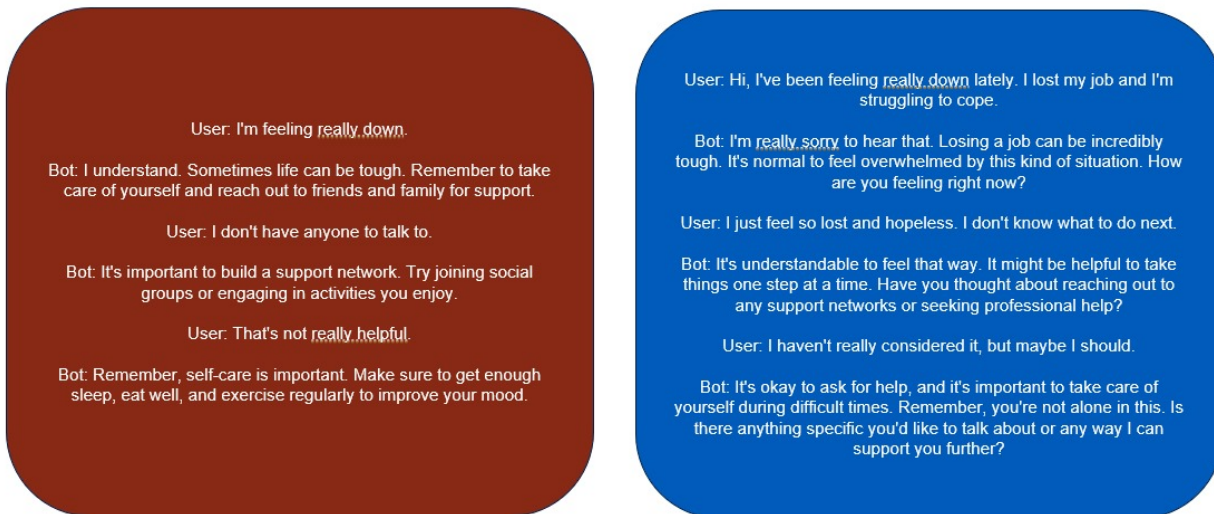 User: I'm feeling really down.
Bot: I understand. Sometimes life can be tough. Remember to take
care of yourself and reach out to friends and family for support.
User: I don't have anyone to talk to.
Bot: It's important to build a support network. Try joining social
groups or engaging in activities you enjoy.
User: That's not really helpful.
Bot: Remember, self-care is important. Make sure to get enough
sleep, eat well, and exercise regularly to improve your mood.
User: Hi, I've been feeling really down lately. I lost my job and I'm
struggling to cope.
Bot: I'm really sorry to hear that. Losing a job can be incredibly
tough. It's normal to feel overwhelmed by this kind of situation. How
are you feeling right now?
User: I just feel so lost and hopeless. I don't know what to do next.
Bot: It's understandable to feel that way. It might be helpful to take
things one step at a time. Have you thought about reaching out to
any support networks or seeking professional help?
User: I haven't really considered it, but maybe I should.
Bot: It's okay to ask for help, and it's important to take care of
yourself during difficult times. Remember, you're not alone in this. Is
there anything specific you'd like to talk about or any way I can
support you further?